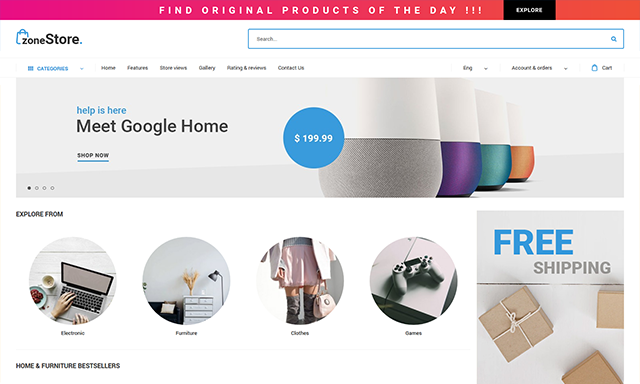 FIND ORIGINAL PRODUCTS OF THE DAY !!!
EXPLORE
zoneStore.
Search...
CATEGORIES
Home
Features
Store views
Gallery
Rating & reviews
Contact Us
Eng
Account & orders
Cart
help is here
Meet Google Home
$ 199.99
SHOP NOW
EXPLORE FROM
Electronic
Furniture
Clothes
Games
FREE
SHIPPING
HOME & FURNITURE BESTSELLERS